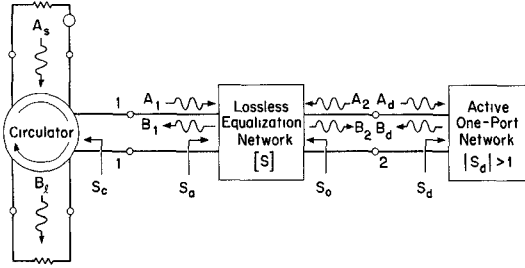 A_s
Circulator
B_ℓ
1
1
S_c
A_1
B_1
S_a
Lossless
Equalization
Network
[S]
A_2 A_d
B_2 B_d
2
S_o
S_d
Active
One-Port
Network
|S_d| > 1